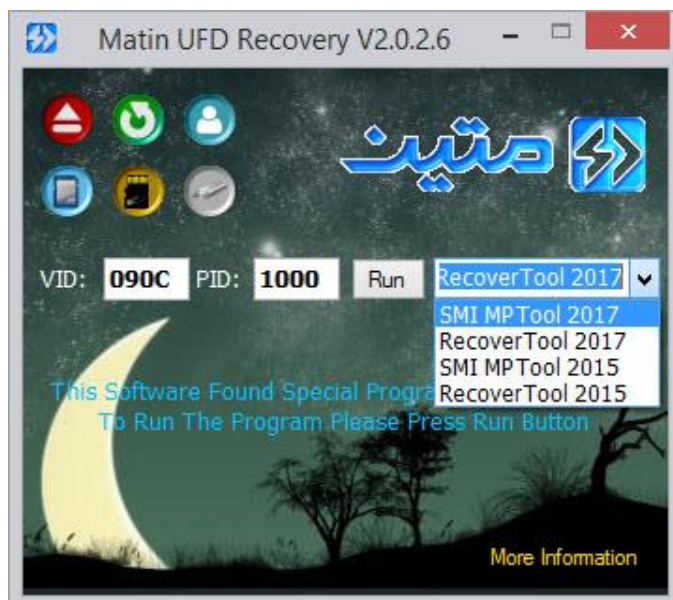 Matin UFD Recovery V2.0.2.6
متین
VID: 090C PID: 1000 Run RecoverTool 2017
SMI MPTool 2017
RecoverTool 2017
SMI MPTool 2015
RecoverTool 2015
This Software Found Special
To Run The Program Please Press Run Button
More Information